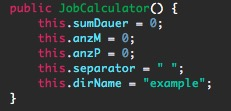 public JobCalculator() {
this.sumDauer = 0;
this.anzM = 0;
this.anzP = 0;
this.separator = " ";
this.dirName = "example";
}